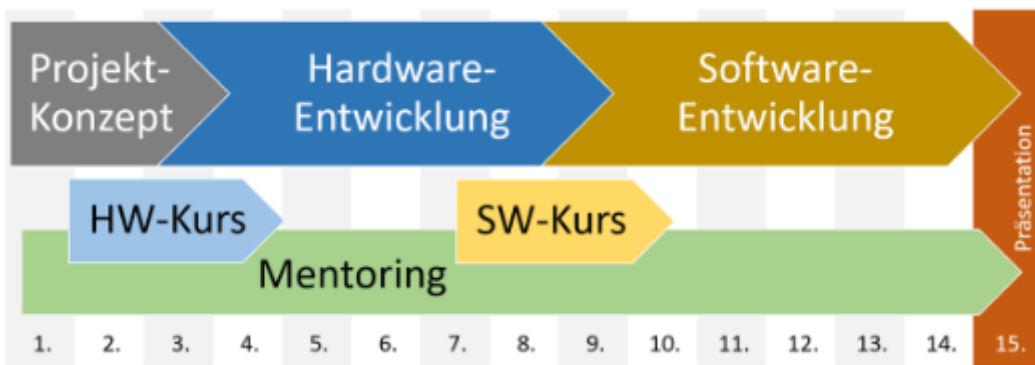 Projekt-
Konzept
Hardware-
Entwicklung
Software-
Entwicklung
HW-Kurs
SW-Kurs
Mentoring
Präsentation
1. 2. 3. 4. 5. 6. 7. 8. 9. 10. 11. 12. 13. 14. 15.